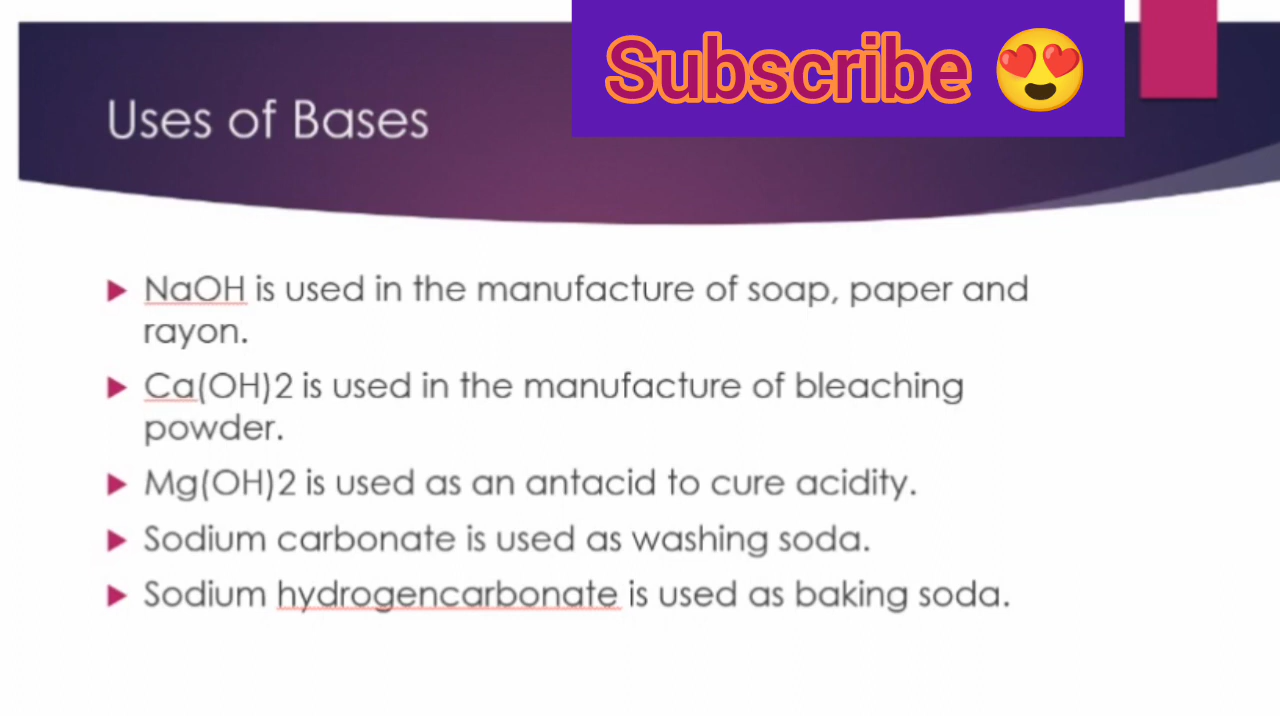 Subscribe 😍
Uses of Bases
NaOH is used in the manufacture of soap, paper and
rayon.
Ca(OH)2 is used in the manufacture of bleaching
powder.
Mg(OH)2 is used as an antacid to cure acidity.
Sodium carbonate is used as washing soda.
Sodium hydrogencarbonate is used as baking soda.